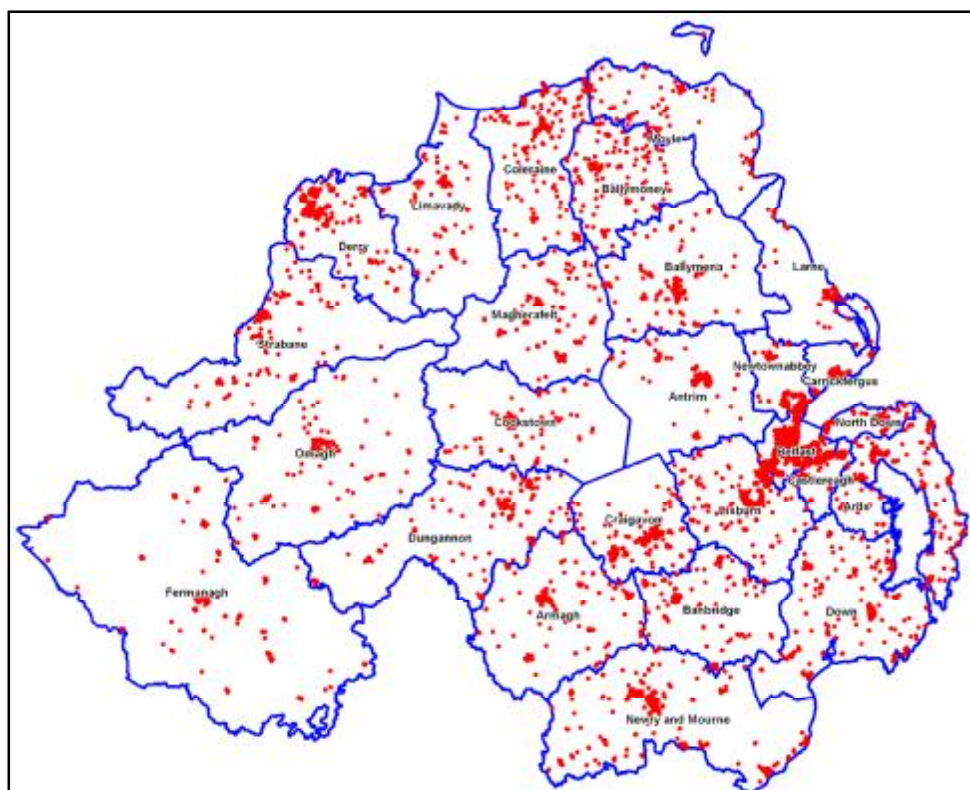 Moyle
Coleraine
Ballymoney
Limavady
Derry
Ballymena
Larne
Magherafelt
Strabane
Newtownabbey
Carrickfergus
Antrim
Cookstown
North Down
Omagh
Belfast
Castlereagh
Ards
Lisburn
Craigavon
Dungannon
Fermanagh
Armagh
Banbridge
Down
Newry and Mourne